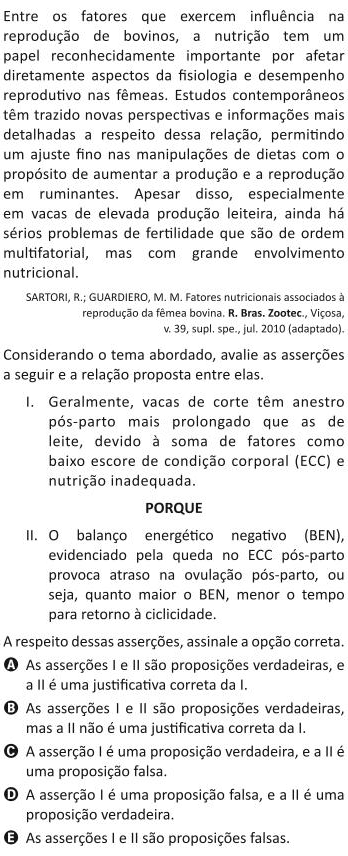 Entre os fatores que exercem influência na
reprodução de bovinos, a nutrição tem um
papel reconhecidamente importante por afetar
diretamente aspectos da fisiologia e desempenho
reprodutivo nas fêmeas. Estudos contemporâneos
têm trazido novas perspectivas e informações mais
detalhadas a respeito dessa relação, permitindo
um ajuste fino nas manipulações de dietas com o
propósito de aumentar a produção e a reprodução
em ruminantes. Apesar disso, especialmente
em vacas de elevada produção leiteira, ainda há
sérios problemas de fertilidade que são de ordem
multifatorial, mas com grande envolvimento
nutricional.
SARTORI, R.; GUARDIERO, M. M. Fatores nutricionais associados à
reprodução da fêmea bovina. R. Bras. Zootec., Viçosa,
v. 39, supl. spe., jul. 2010 (adaptado).
Considerando o tema abordado, avalie as asserções
a seguir e a relação proposta entre elas.
I. Geralmente, vacas de corte têm anestro
pós-parto mais prolongado que as de
leite, devido à soma de fatores como
baixo escore de condição corporal (ECC) e
nutrição inadequada.
PORQUE
II. O balanço energético negativo (BEN),
evidenciado pela queda no ECC pós-parto
provoca atraso na ovulação pós-parto, ou
seja, quanto maior o BEN, menor o tempo
para retorno à ciclicidade.
A respeito dessas asserções, assinale a opção correta.
A As asserções I e II são proposições verdadeiras, e
a II é uma justificativa correta da I.
B As asserções I e II são proposições verdadeiras,
mas a II não é uma justificativa correta da I.
C A asserção I é uma proposição verdadeira, e a II é
uma proposição falsa.
D A asserção I é uma proposição falsa, e a II é uma
proposição verdadeira.
E As asserções I e II são proposições falsas.